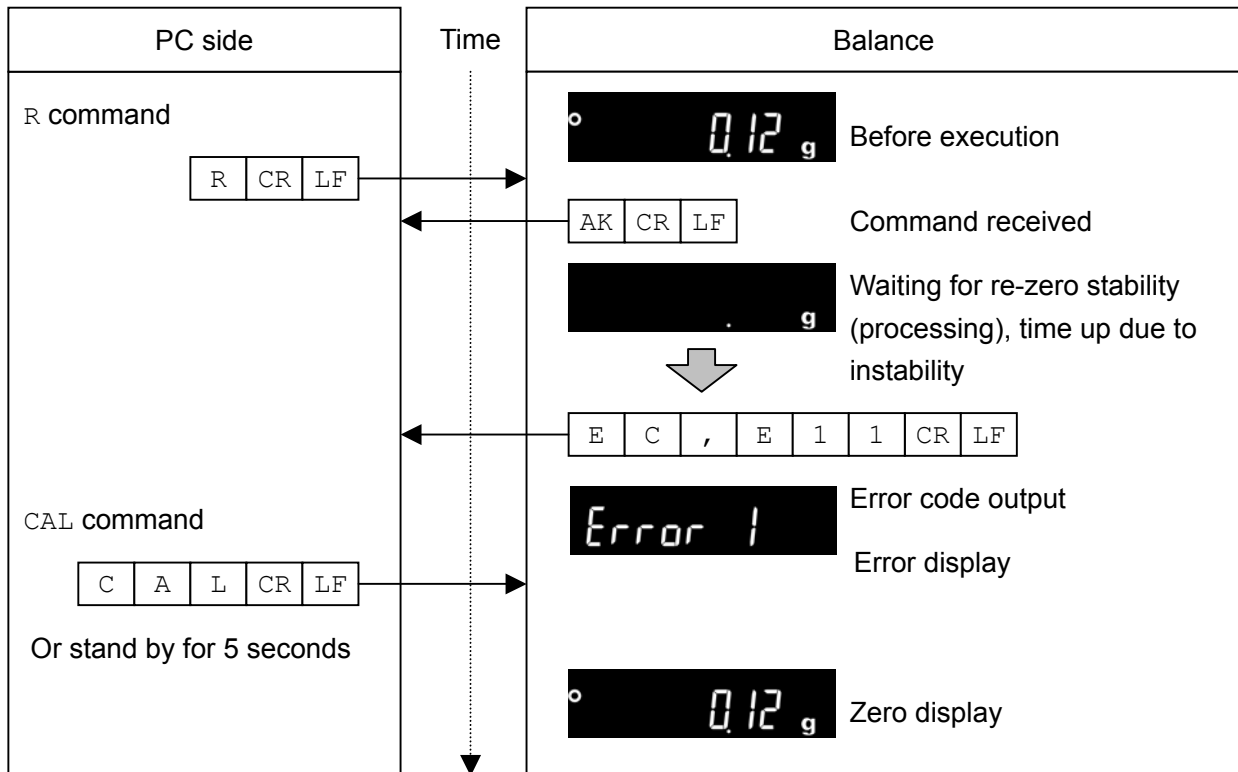 PC side
Time
Balance
R command
0.12 g
Before execution
R CR LF
AK CR LF
Command received
. g
Waiting for re-zero stability
(processing), time up due to
instability
E C , E 1 1 CR LF
Error code output
CAL command
Error 1
Error display
C A L CR LF
Or stand by for 5 seconds
0.12 g
Zero display